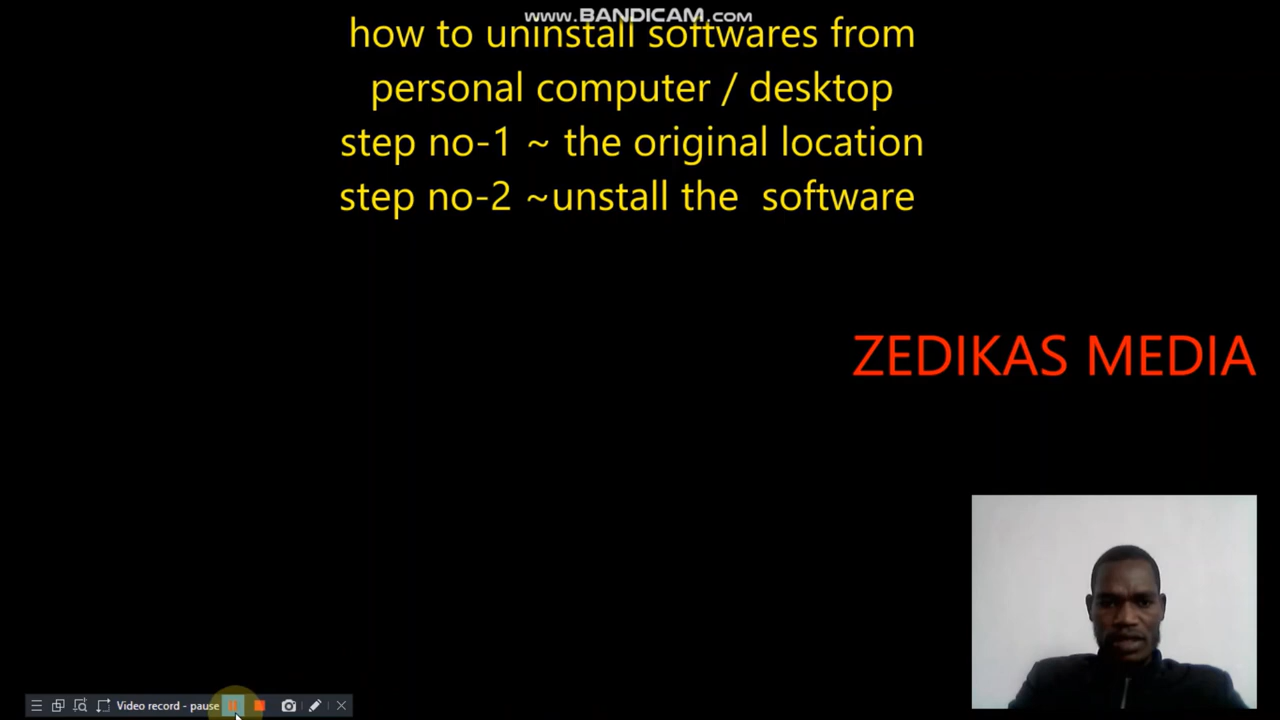 www.BANDICAM.com
how to uninstall softwares from
personal computer / desktop
step no-1 ~ the original location
step no-2 ~unstall the  software
ZEDIKAS MEDIA
Video record - pause